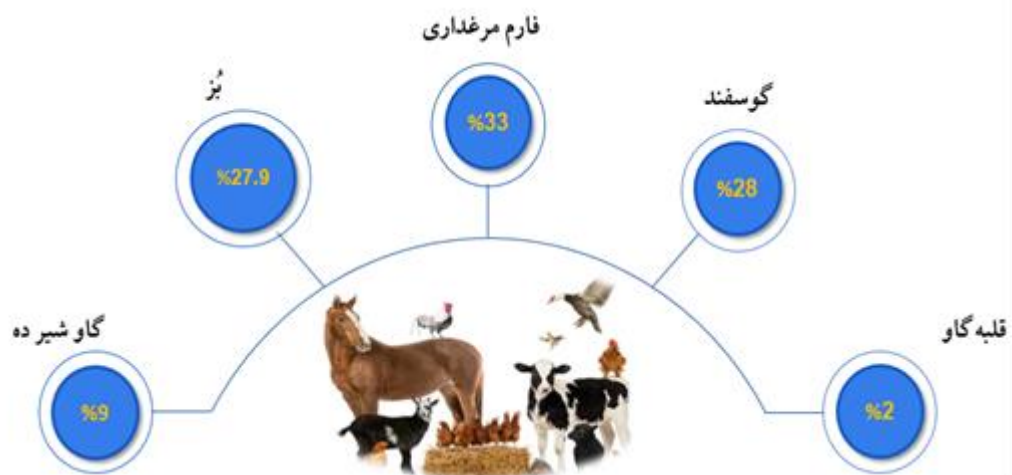 فارم مرغداری
%33
گوسفند
%28
بُز
%27.9
قلبه گاو
%2
گاو شیر ده
%9